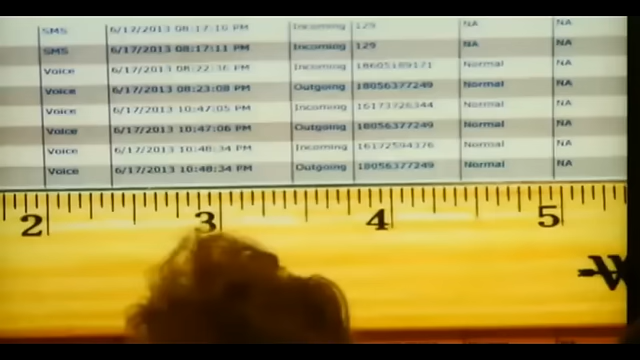 SMS 6/17/2013 08:17:10 PM Incoming 129 NA NA
SMS 6/17/2013 08:17:11 PM Incoming 129 NA NA
Voice 6/17/2013 08:22:36 PM Incoming Normal NA
Voice 6/17/2013 08:23:08 PM Outgoing 18056377249 Normal NA
Voice 6/17/2013 10:47:05 PM Incoming Normal NA
Voice 6/17/2013 10:47:06 PM Outgoing 18056377249 Normal NA
Voice 6/17/2013 10:48:34 PM Incoming 16172594376 Normal NA
Voice 6/17/2013 10:48:34 PM Outgoing 18056377249 Normal NA
2 3 4 5
W